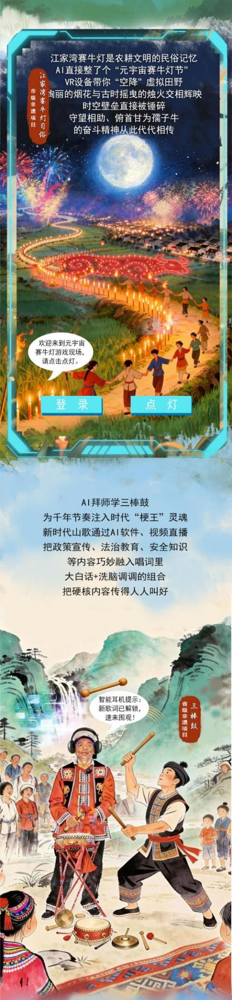 江家湾赛牛灯是农耕文明的民俗记忆
AI直接整了个“元宇宙赛牛灯节”
VR设备带你“空降”虚拟田野
绚丽的烟花与古时摇曳的烛火交相辉映
时空壁垒直接被锤碎
守望相助、俯首甘为孺子牛
的奋斗精神从此代代相传
江家湾赛牛灯习俗
市级非遗项目
欢迎来到元宇宙
赛牛灯游戏现场，
请点击点灯。
登 录
点 灯
AI拜师学三棒鼓
为千年节奏注入时代“梗王”灵魂
新时代山歌通过AI软件、视频直播
把政策宣传、法治教育、安全知识
等内容巧妙融入唱词里
大白话+洗脑调调的组合
把硬核内容传得人人叫好
智能耳机提示：
新歌词已解锁，
速来围观！
三棒鼓
省级非遗项目